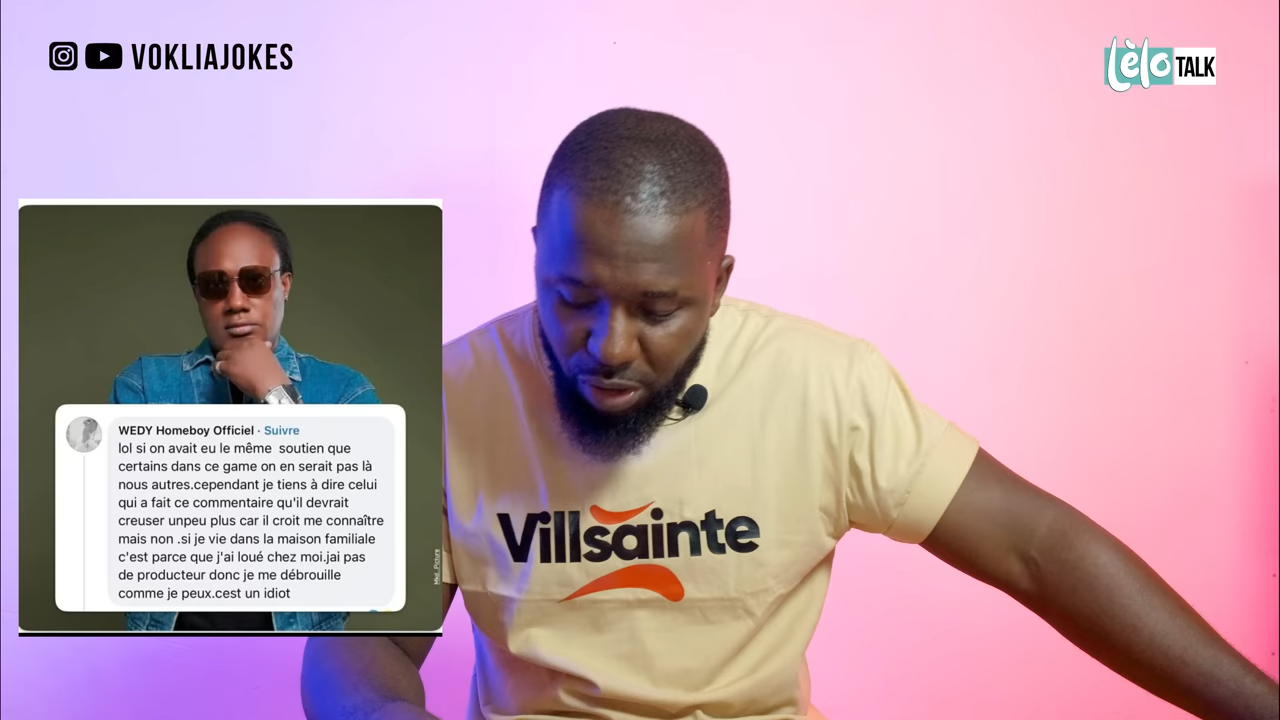 VOKLIAJOKES
Lèlo TALK
WEDY Homeboy Officiel · Suivre
lol si on avait eu le même soutien que
certains dans ce game on en serait pas là
nous autres.cependant je tiens à dire celui
qui a fait ce commentaire qu'il devrait
creuser unpeu plus car il croit me connaître
mais non .si je vie dans la maison familiale
c'est parce que j'ai loué chez moi.jai pas
de producteur donc je me débrouille
comme je peux.cest un idiot
Villsainte